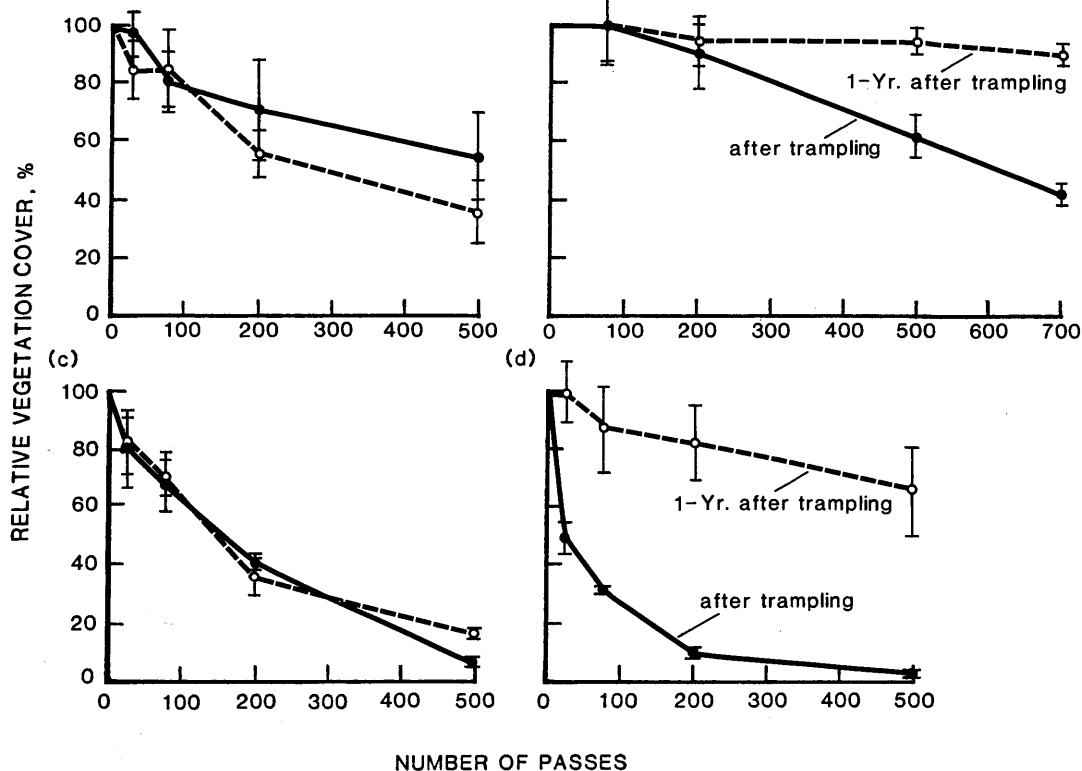 100
80
60
40
20
0
0 100 200 300 400 500
1-Yr. after trampling
after trampling
0 100 200 300 400 500 600 700
RELATIVE VEGETATION COVER, %
(c)
100
80
60
40
20
0
0 100 200 300 400 500
(d)
1-Yr. after trampling
after trampling
0 100 200 300 400 500
NUMBER OF PASSES